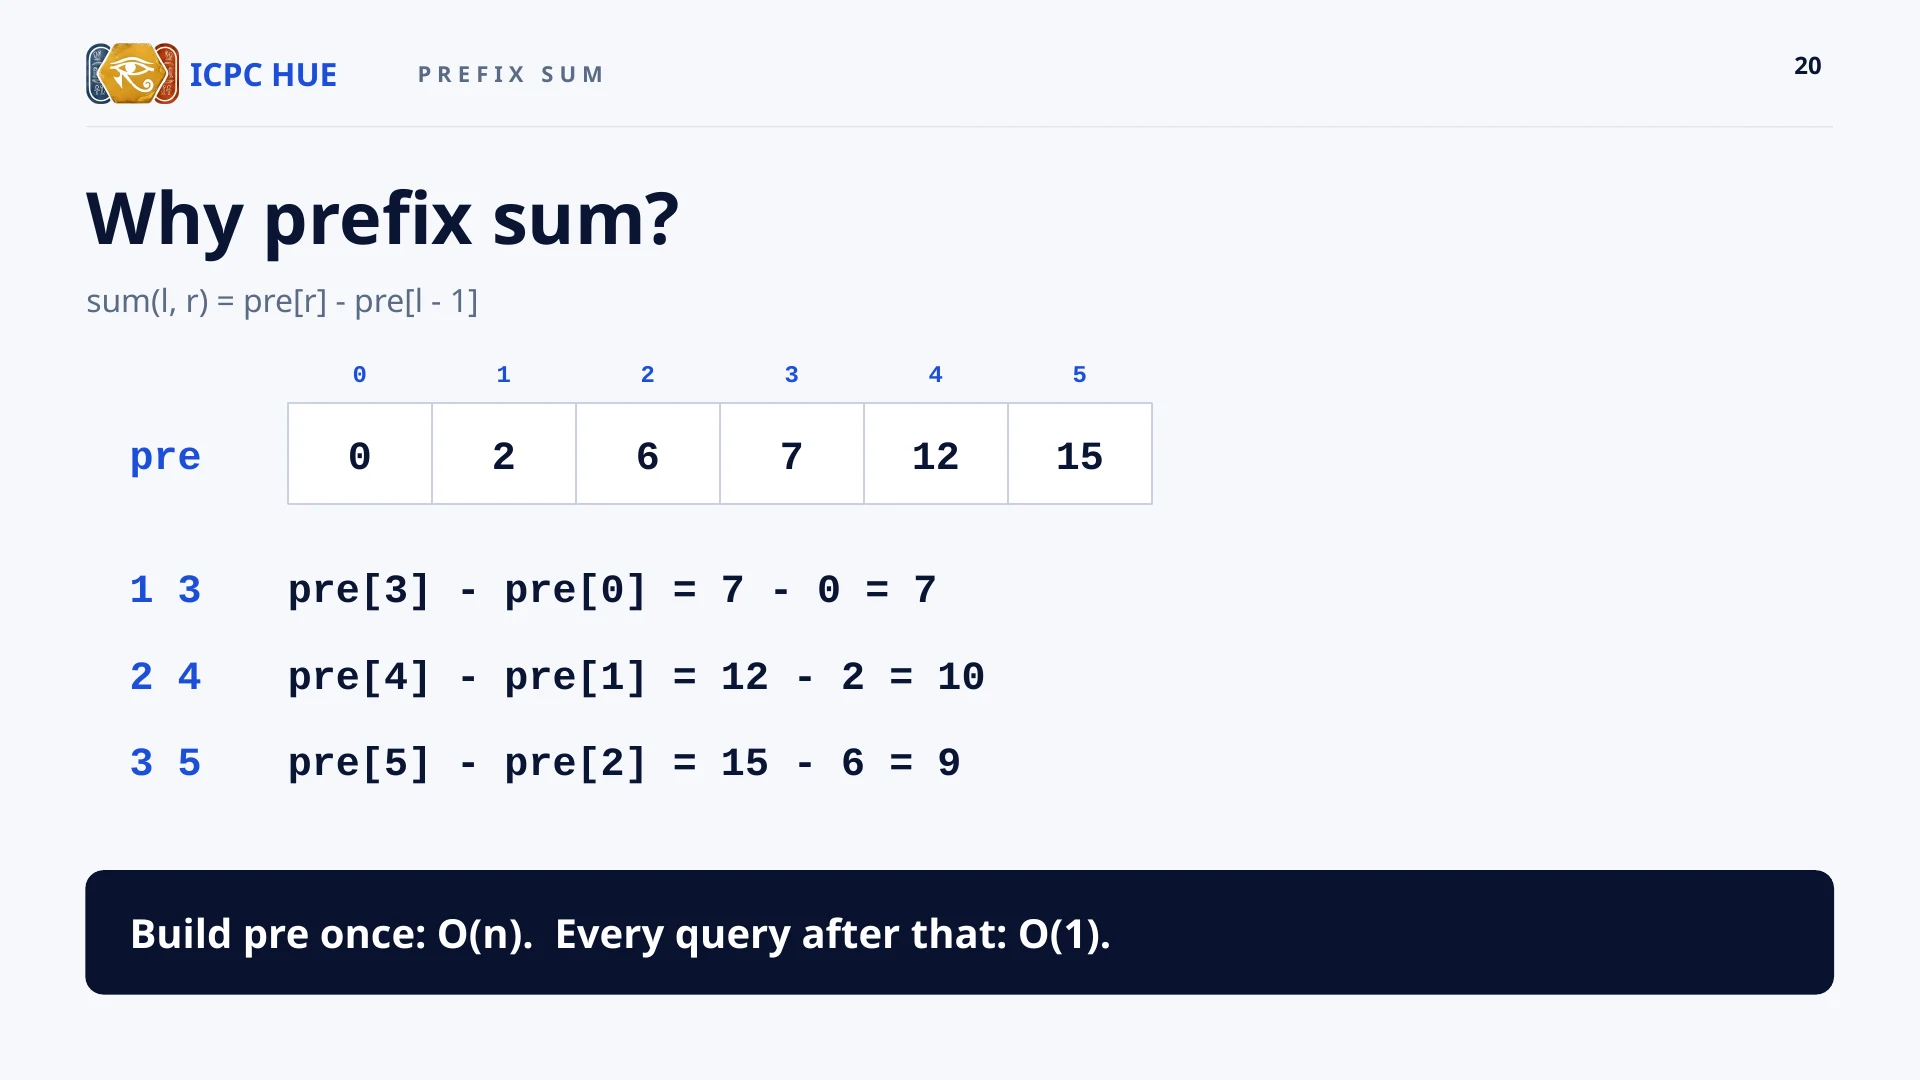 ICPC HUE
PREFIX SUM
20
Why prefix sum?
sum(l, r) = pre[r] - pre[l - 1]
0 1 2 3 4 5
pre 0 2 6 7 12 15
1 3 pre[3] - pre[0] = 7 - 0 = 7
2 4 pre[4] - pre[1] = 12 - 2 = 10
3 5 pre[5] - pre[2] = 15 - 6 = 9
Build pre once: O(n). Every query after that: O(1).